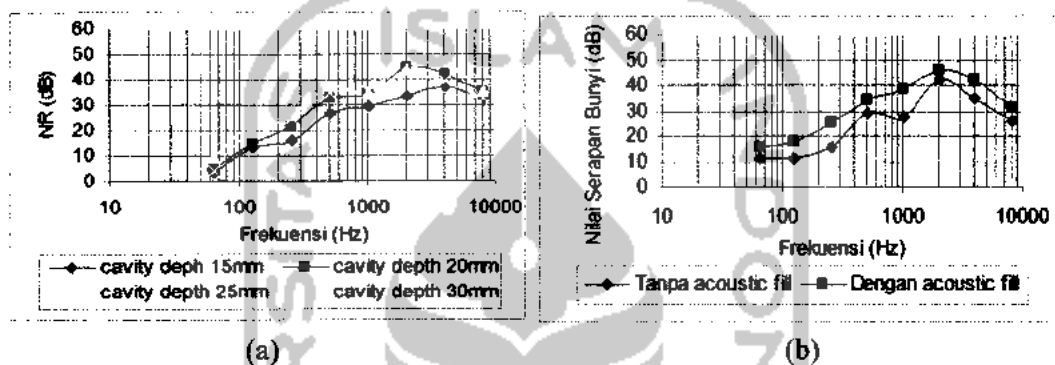 ISLAM
60
50
40
30
20
10
0
NR (dB)
10 100 1000 10000
Frekuensi (Hz)
cavity deph 15mm cavity depth 20mm
cavity depth 25mm cavity depth 30mm
(a)
60
50
40
30
20
10
0
Nilai Serapan Bunyi (dB)
10 100 1000 10000
Frekuensi (Hz)
Tanpa acoustic fill Dengan acoustic fill
(b)